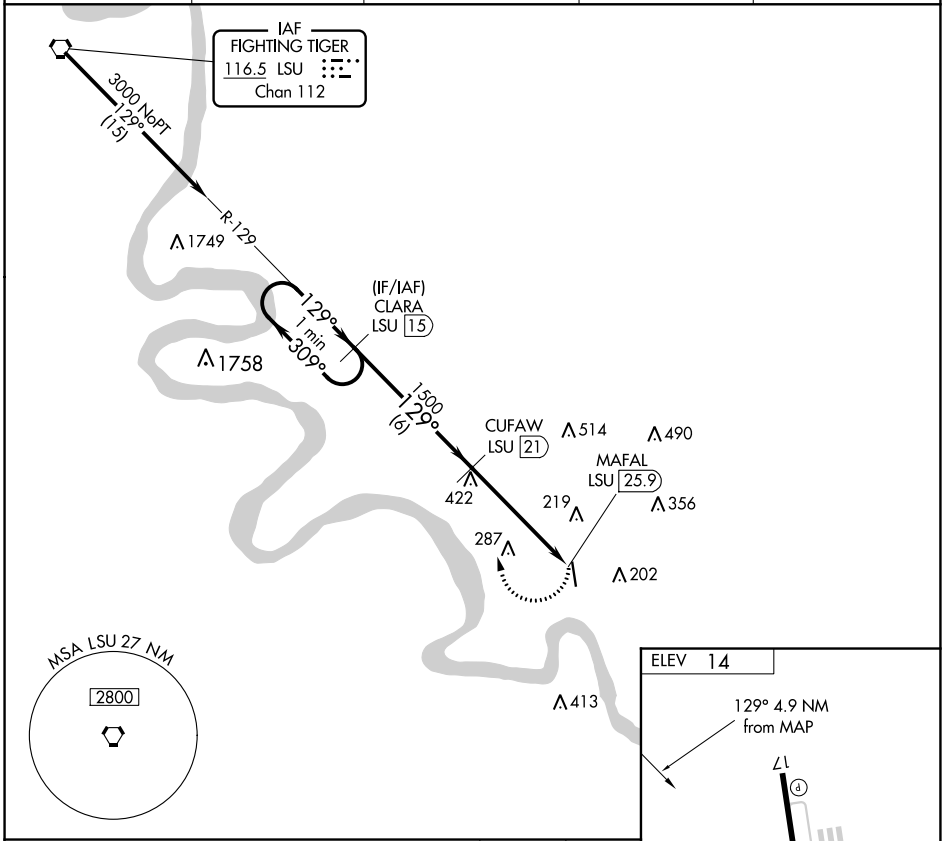 IAF
FIGHTING TIGER
116.5 LSU
Chan 112
3000 NoPT
129°
(15)
R-129
1749
(IF/IAF)
CLARA
LSU 15
129°
1 min
309°
1758
1500
129°
(6)
CUFAW
LSU 21
514
490
MAFAL
LSU 25.9
422
219
356
287
202
MSA LSU 27 NM
2800
413
ELEV 14
129° 4.9 NM
from MAP
17
P